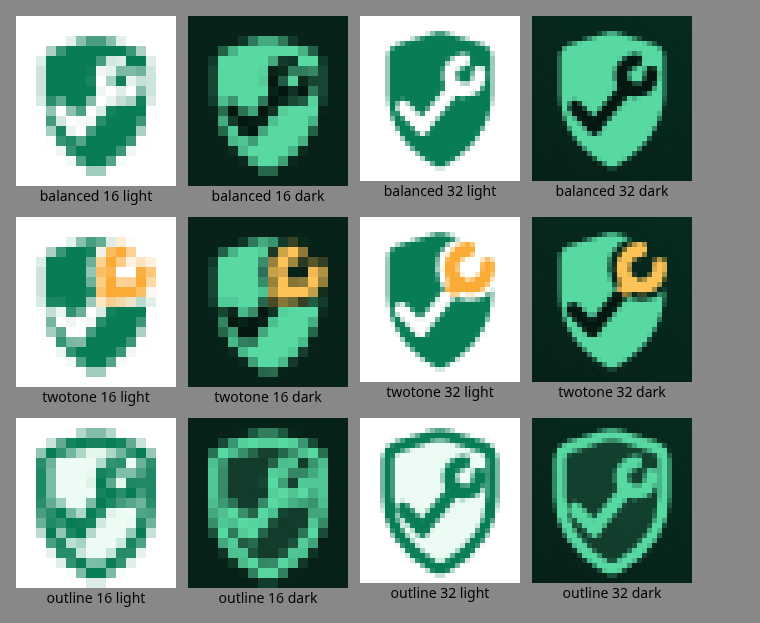 balanced 16 light
balanced 16 dark
balanced 32 light
balanced 32 dark
twotone 16 light
twotone 16 dark
twotone 32 light
twotone 32 dark
outline 16 light
outline 16 dark
outline 32 light
outline 32 dark